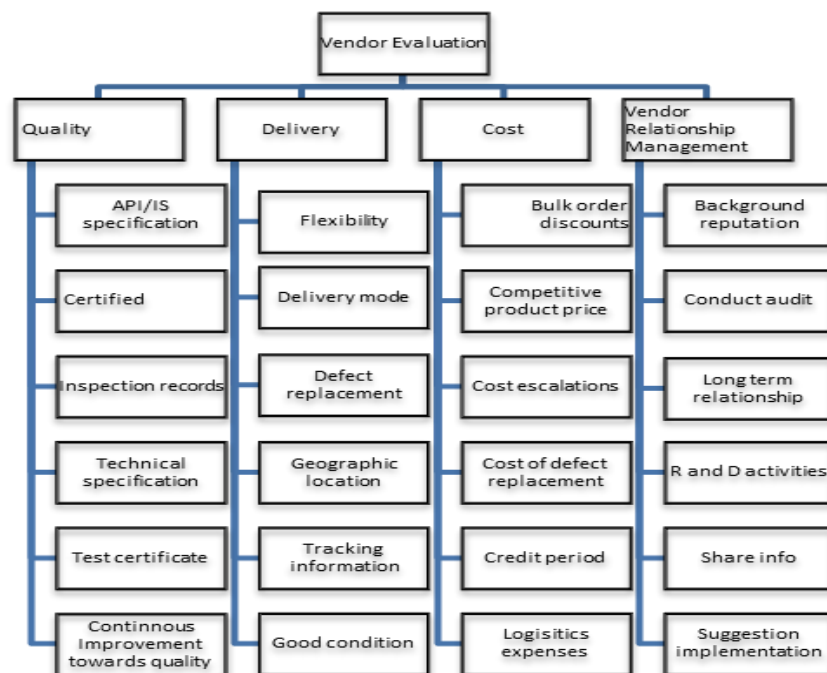 Vendor Evaluation
Quality
Delivery
Cost
Vendor
Relationship
Management
API/IS
specification
Certified
Inspection records
Technical
specification
Test certificate
Continnous
Improvement
towards quality
Flexibility
Delivery mode
Defect
replacement
Geographic
location
Tracking
information
Good condition
Bulk order
discounts
Competitive
product price
Cost escalations
Cost of defect
replacement
Credit period
Logisitics
expenses
Background
reputation
Conduct audit
Long term
relationship
R and D activities
Share info
Suggestion
implementation